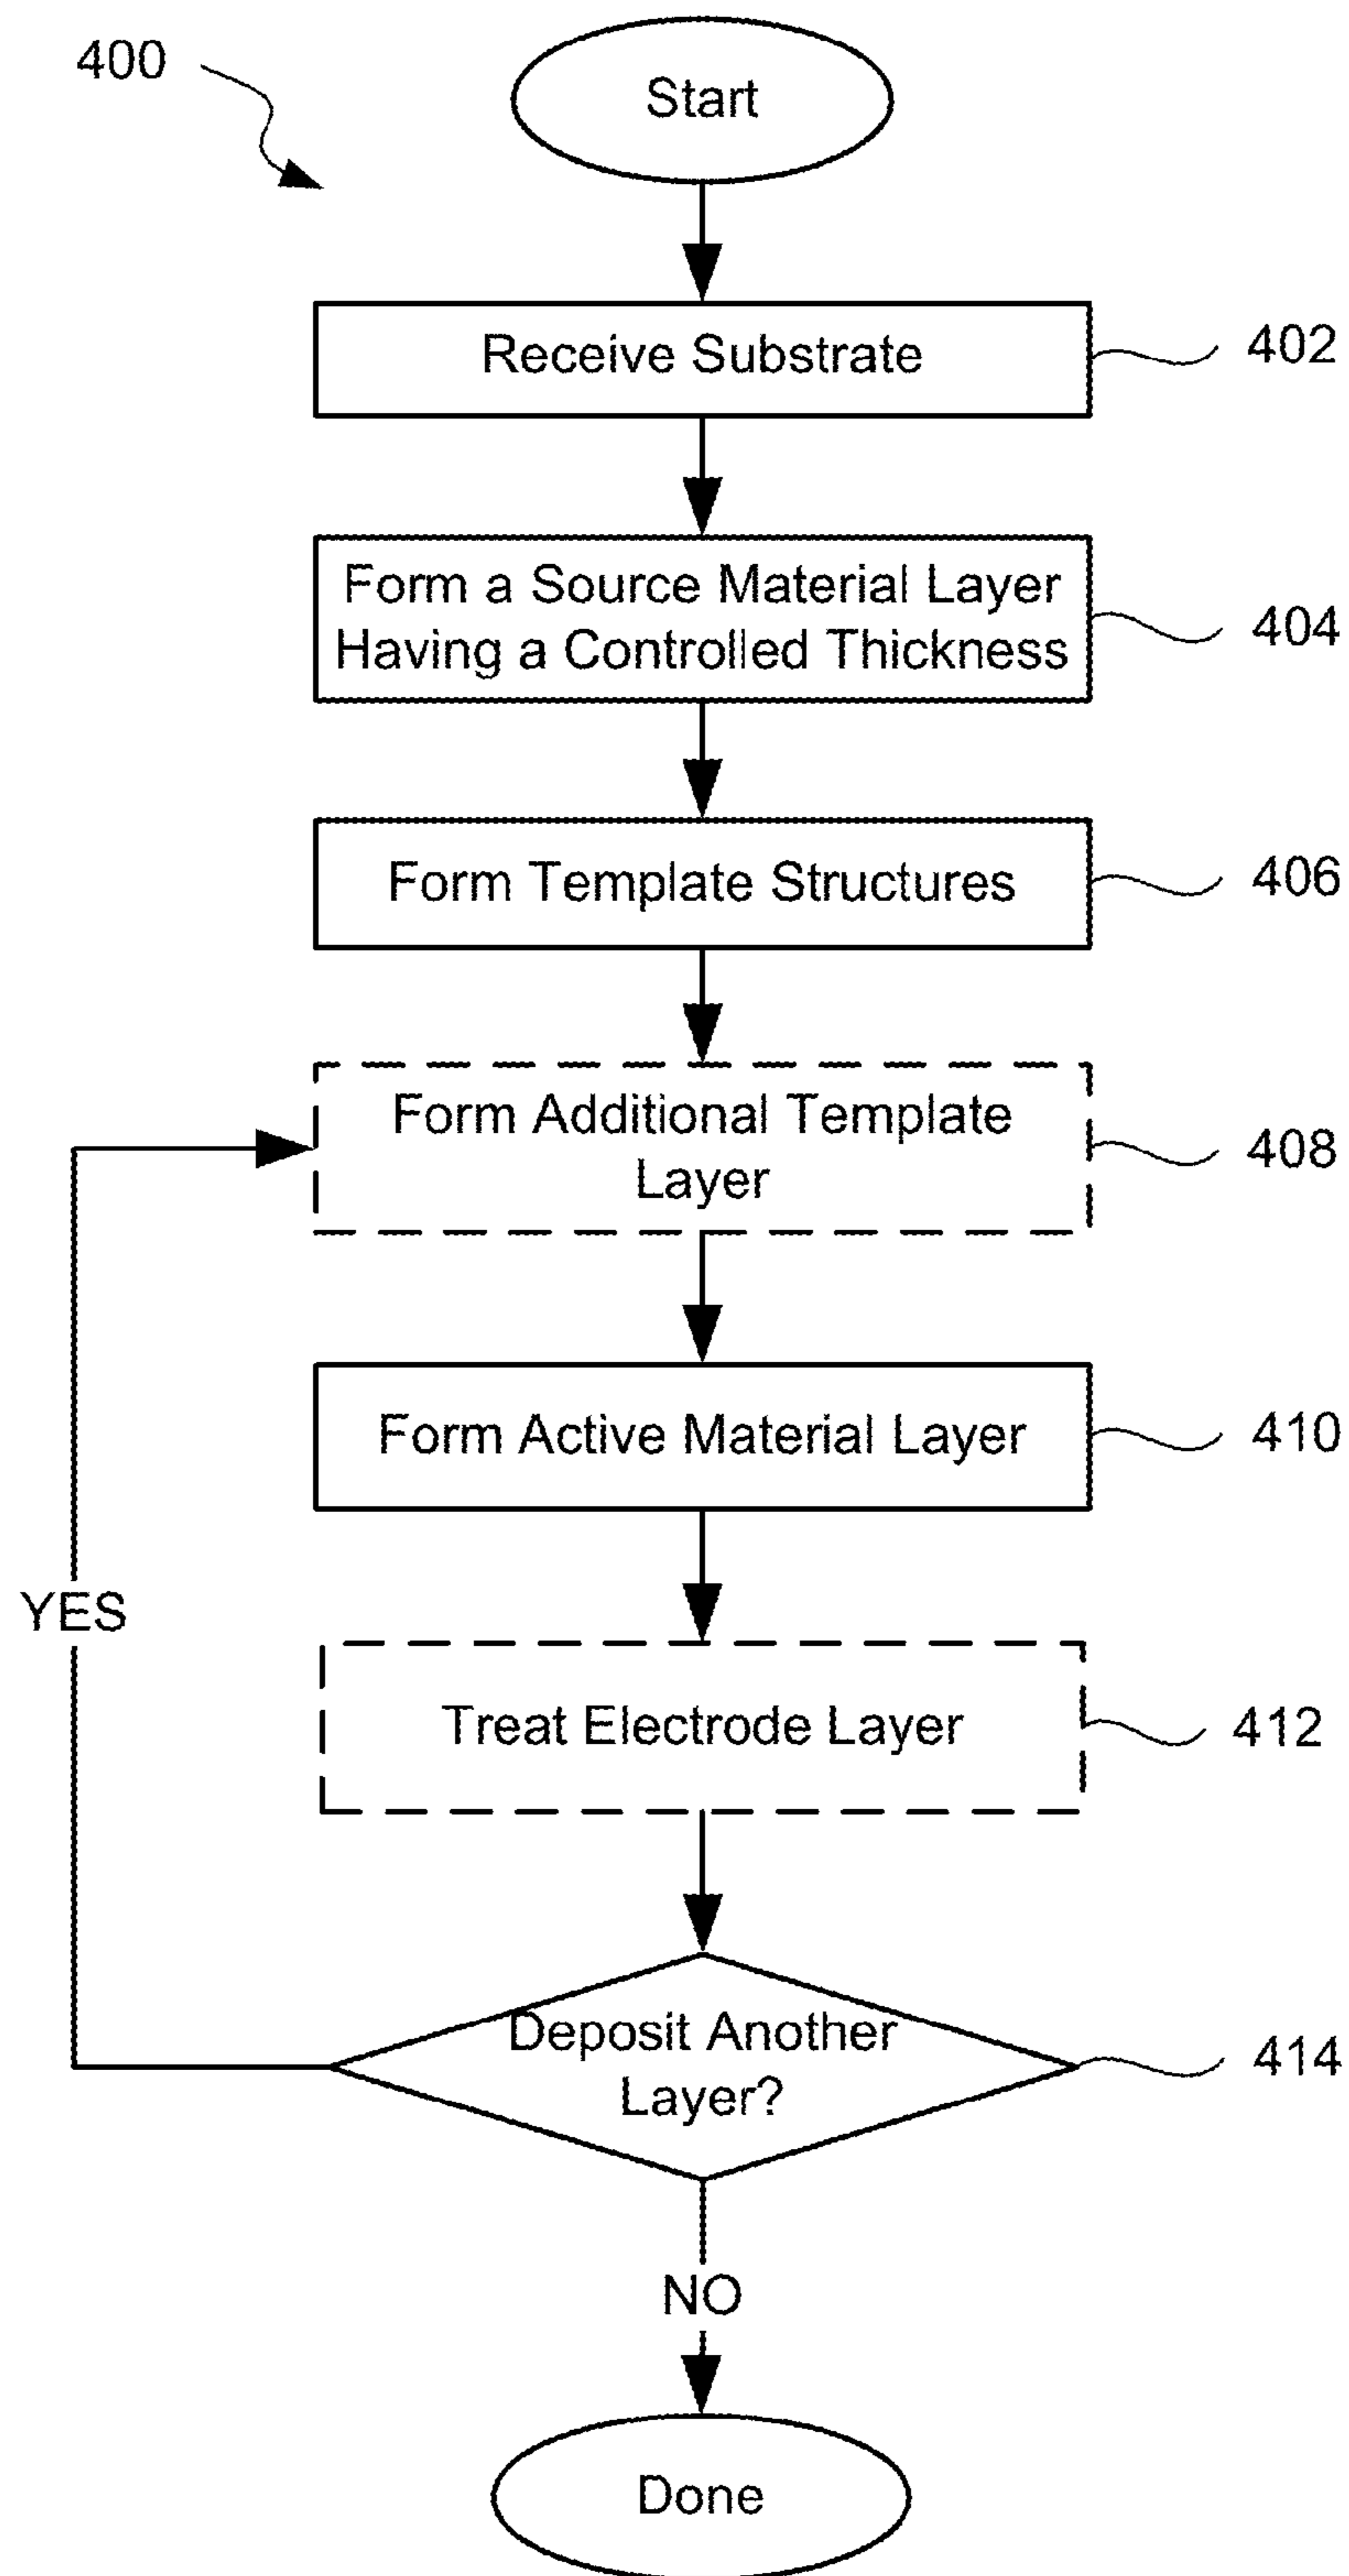 400
Start
Receive Substrate
402
Form a Source Material Layer
Having a Controlled Thickness
404
Form Template Structures
406
Form Additional Template
Layer
408
Form Active Material Layer
410
YES
Treat Electrode Layer
412
Deposit Another
Layer?
414
NO
Done